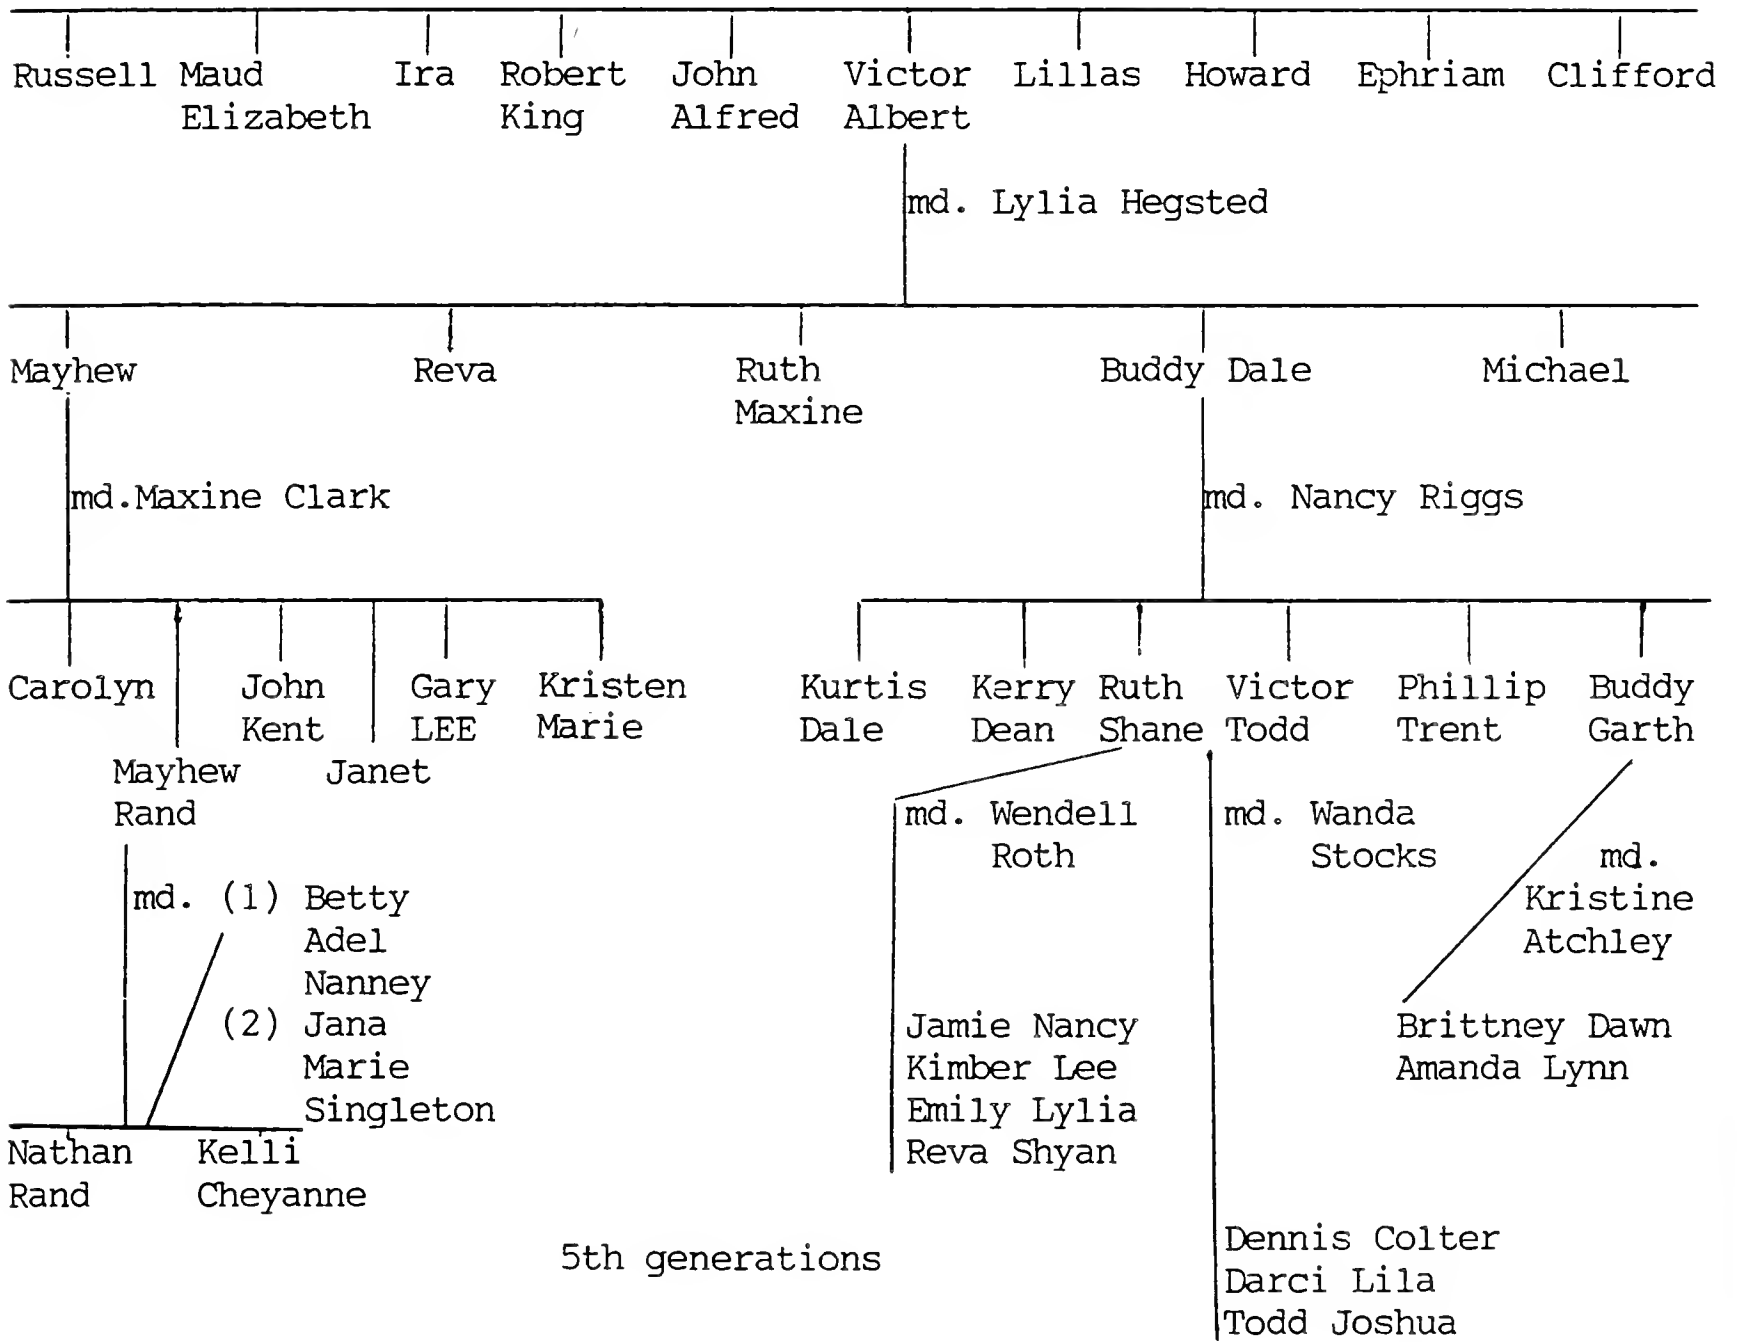 Russell Maud Ira Robert John Victor Lillas Howard Ephriam Clifford
Elizabeth King Alfred Albert
md. Lylia Hegsted
Mayhew Reva Ruth Buddy Dale Michael
Maxine
md.Maxine Clark md. Nancy Riggs
Carolyn John Gary Kristen Kurtis Kerry Ruth Victor Phillip Buddy
Kent LEE Marie Dale Dean Shane Todd Trent Garth
Mayhew Janet
Rand md. Wendell md. Wanda
Roth Stocks md.
md. (1) Betty Kristine
Adel Atchley
Nanney
(2) Jana Jamie Nancy Brittney Dawn
Marie Kimber Lee Amanda Lynn
Singleton Emily Lylia
Nathan Kelli Reva Shyan
Rand Cheyanne
5th generations Dennis Colter
Darci Lila
Todd Joshua